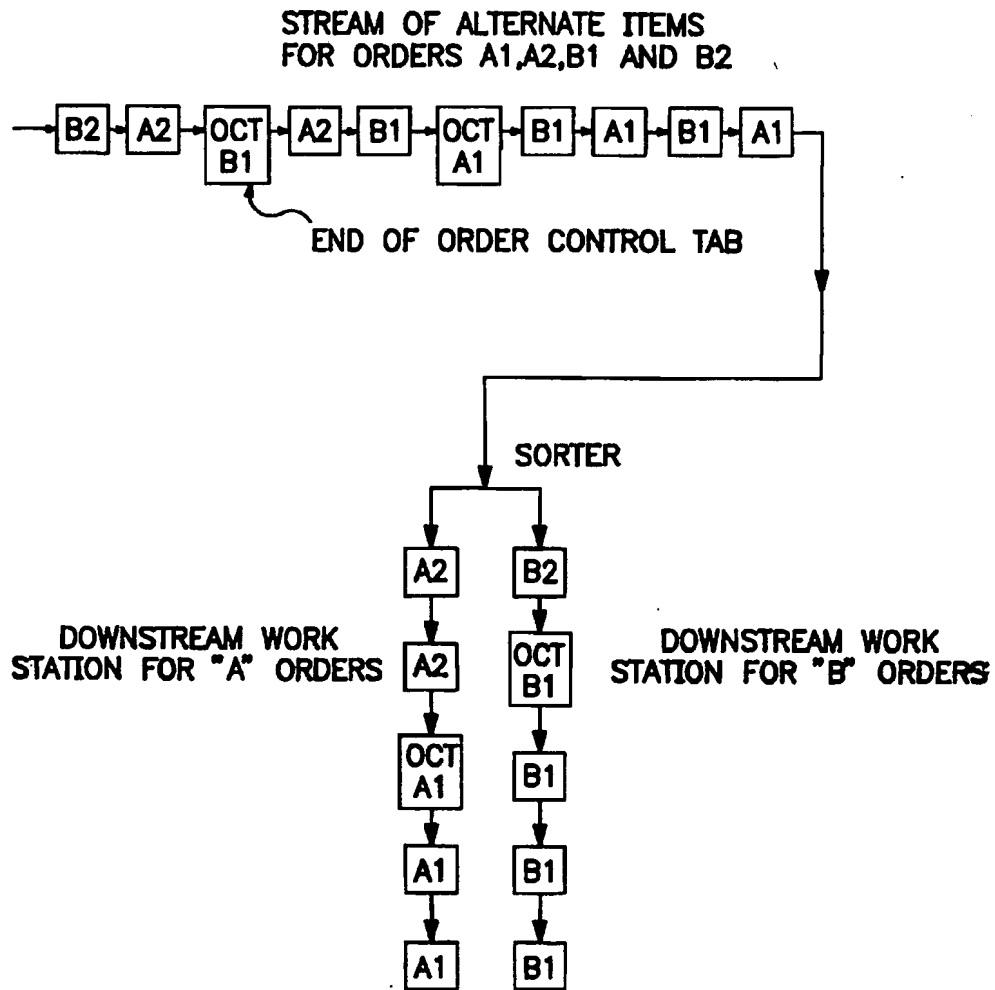 STREAM OF ALTERNATE ITEMS
FOR ORDERS A1,A2,B1 AND B2
B2 A2 OCT B1 A2 B1 OCT A1 B1 A1 B1 A1
END OF ORDER CONTROL TAB
SORTER
A2 B2
DOWNSTREAM WORK
STATION FOR "A" ORDERS
A2
OCT
B1
DOWNSTREAM WORK
STATION FOR "B" ORDERS
OCT
A1
B1
A1 B1
A1 B1